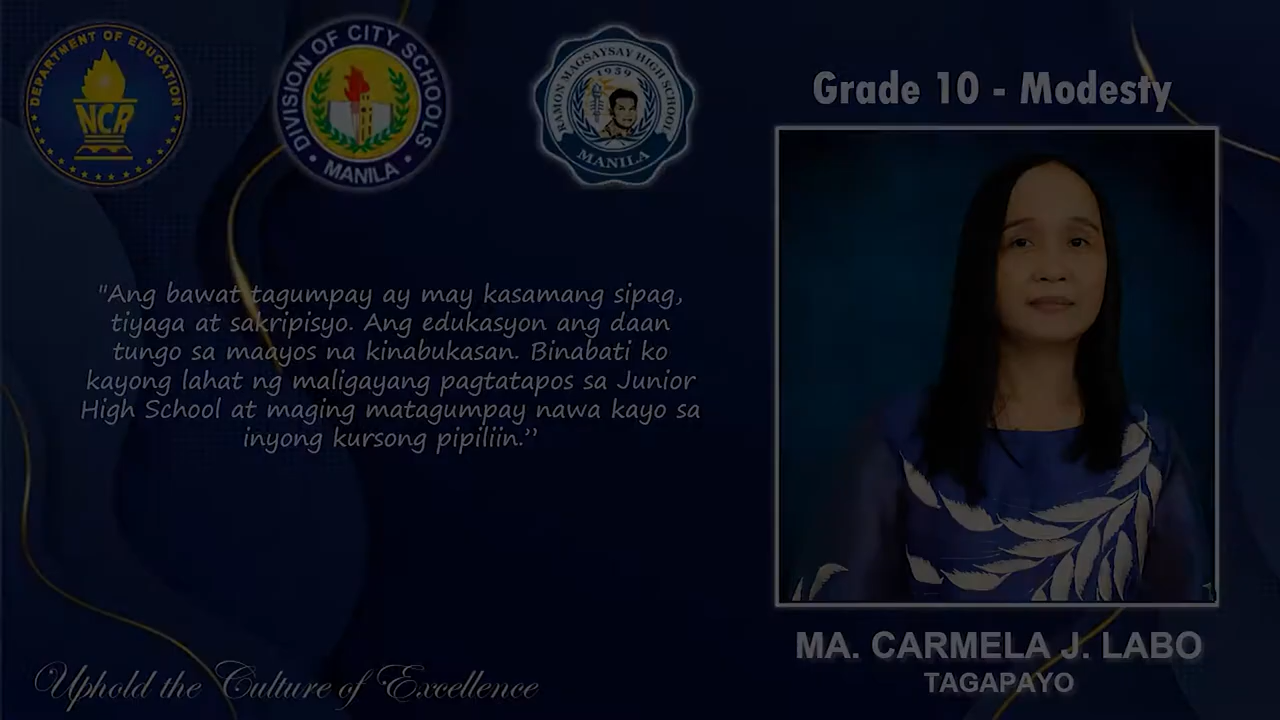 DEPARTMENT OF EDUCATION
NCR
DIVISION OF CITY SCHOOLS
• MANILA •
RAMON MAGSAYSAY HIGH SCHOOL
1959
MANILA
Grade 10 - Modesty
"Ang bawat tagumpay ay may kasamang sipag,
tiyaga at sakripisyo. Ang edukasyon ang daan
tungo sa maayos na kinabukasan. Binabati ko
kayong lahat ng maligayang pagtatapos sa Junior
High School at maging matagumpay nawa kayo sa
inyong kursong pipiliin.”
MA. CARMELA J. LABO
TAGAPAYO
Uphold the Culture of Excellence